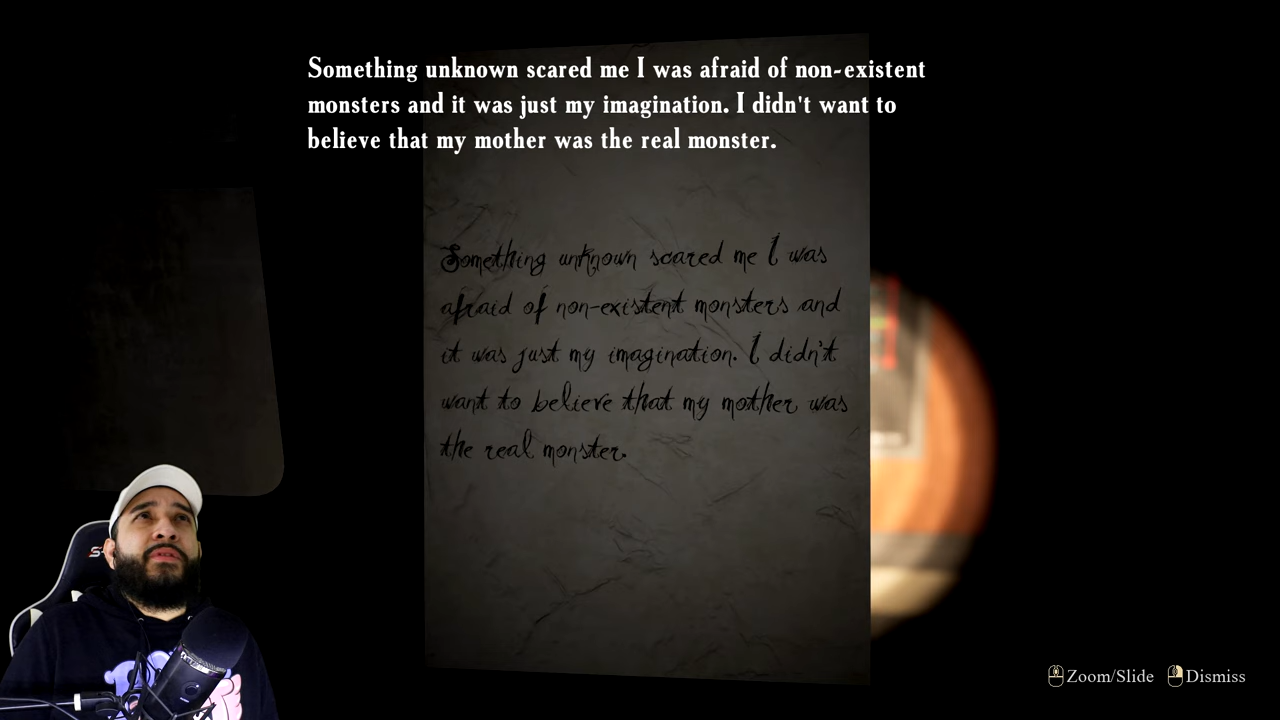 Something unknown scared me I was afraid of non-existent
monsters and it was just my imagination. I didn't want to
believe that my mother was the real monster.
Something unknown scared me I was
afraid of non-existent monsters and
it was just my imagination. I didn't
want to believe that my mother was
the real monster.
Zoom/Slide Dismiss